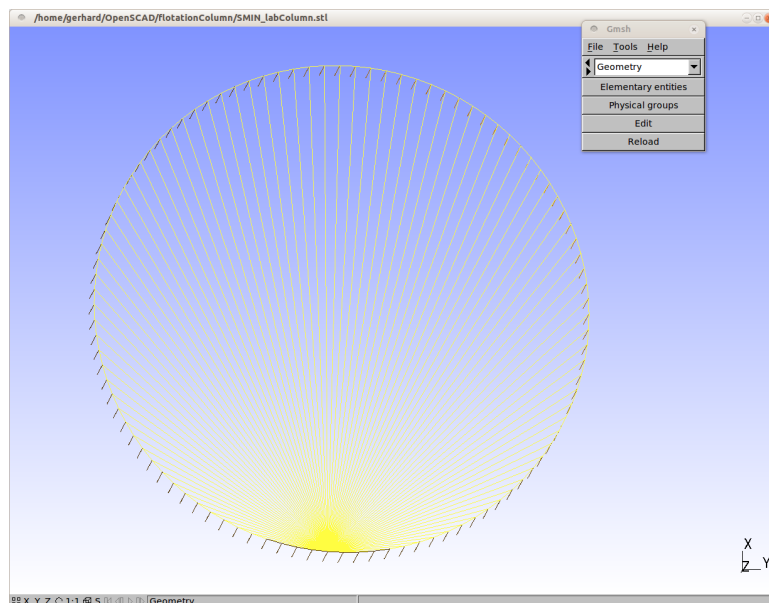 /home/gerhard/OpenSCAD/flotationColumn/SMIN_labColumn.stl
Gmsh
File Tools Help
Geometry
Elementary entities
Physical groups
Edit
Reload
X
Z Y
X Y Z 1:1 S Geometry